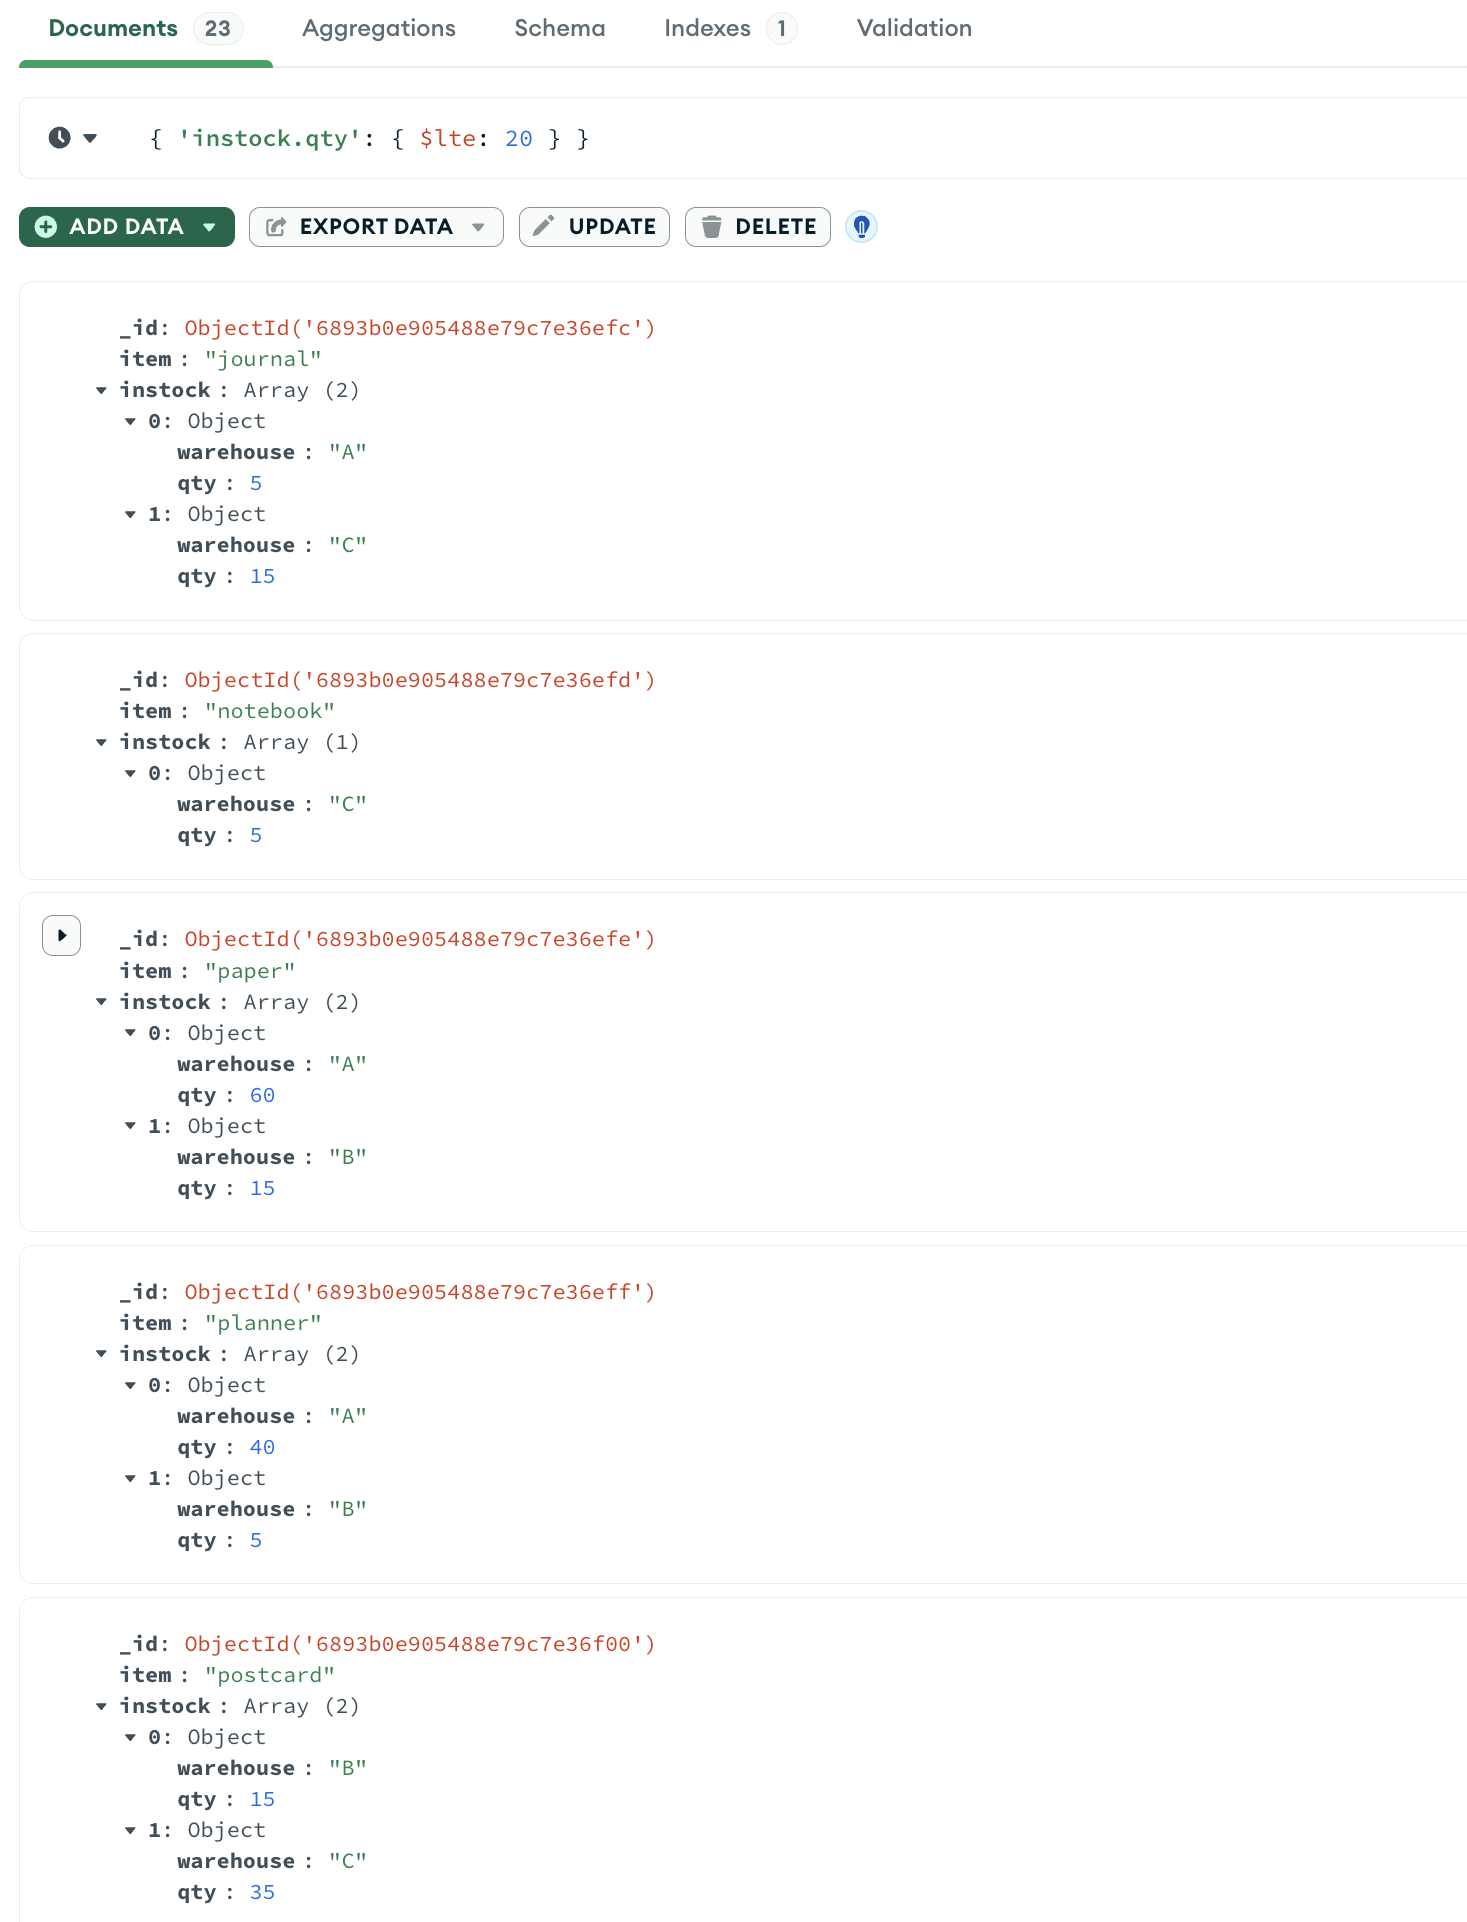 Documents 23 Aggregations Schema Indexes 1 Validation
{ 'instock.qty': { $lte: 20 } }
ADD DATA EXPORT DATA UPDATE DELETE
_id: ObjectId('6893b0e905488e79c7e36efc')
item : "journal"
instock : Array (2)
0: Object
warehouse : "A"
qty : 5
1: Object
warehouse : "C"
qty : 15
_id: ObjectId('6893b0e905488e79c7e36efd')
item : "notebook"
instock : Array (1)
0: Object
warehouse : "C"
qty : 5
_id: ObjectId('6893b0e905488e79c7e36efe')
item : "paper"
instock : Array (2)
0: Object
warehouse : "A"
qty : 60
1: Object
warehouse : "B"
qty : 15
_id: ObjectId('6893b0e905488e79c7e36eff')
item : "planner"
instock : Array (2)
0: Object
warehouse : "A"
qty : 40
1: Object
warehouse : "B"
qty : 5
_id: ObjectId('6893b0e905488e79c7e36f00')
item : "postcard"
instock : Array (2)
0: Object
warehouse : "B"
qty : 15
1: Object
warehouse : "C"
qty : 35